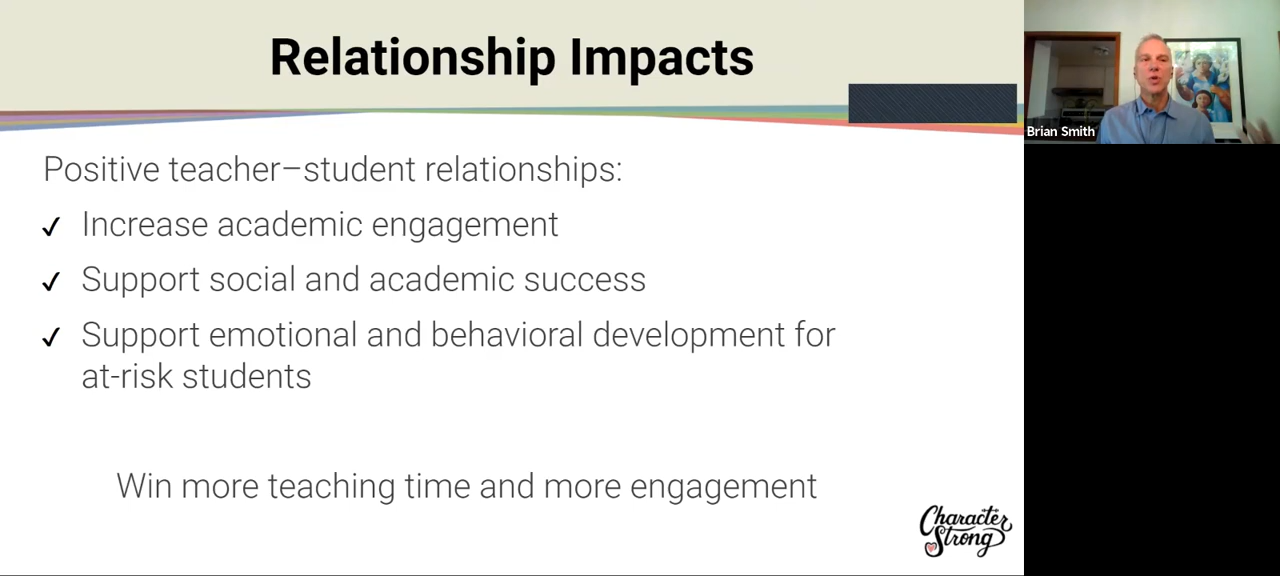 Relationship Impacts
Brian Smith
Positive teacher–student relationships:
✓ Increase academic engagement
✓ Support social and academic success
✓ Support emotional and behavioral development for
at-risk students
Win more teaching time and more engagement
Character
Strong